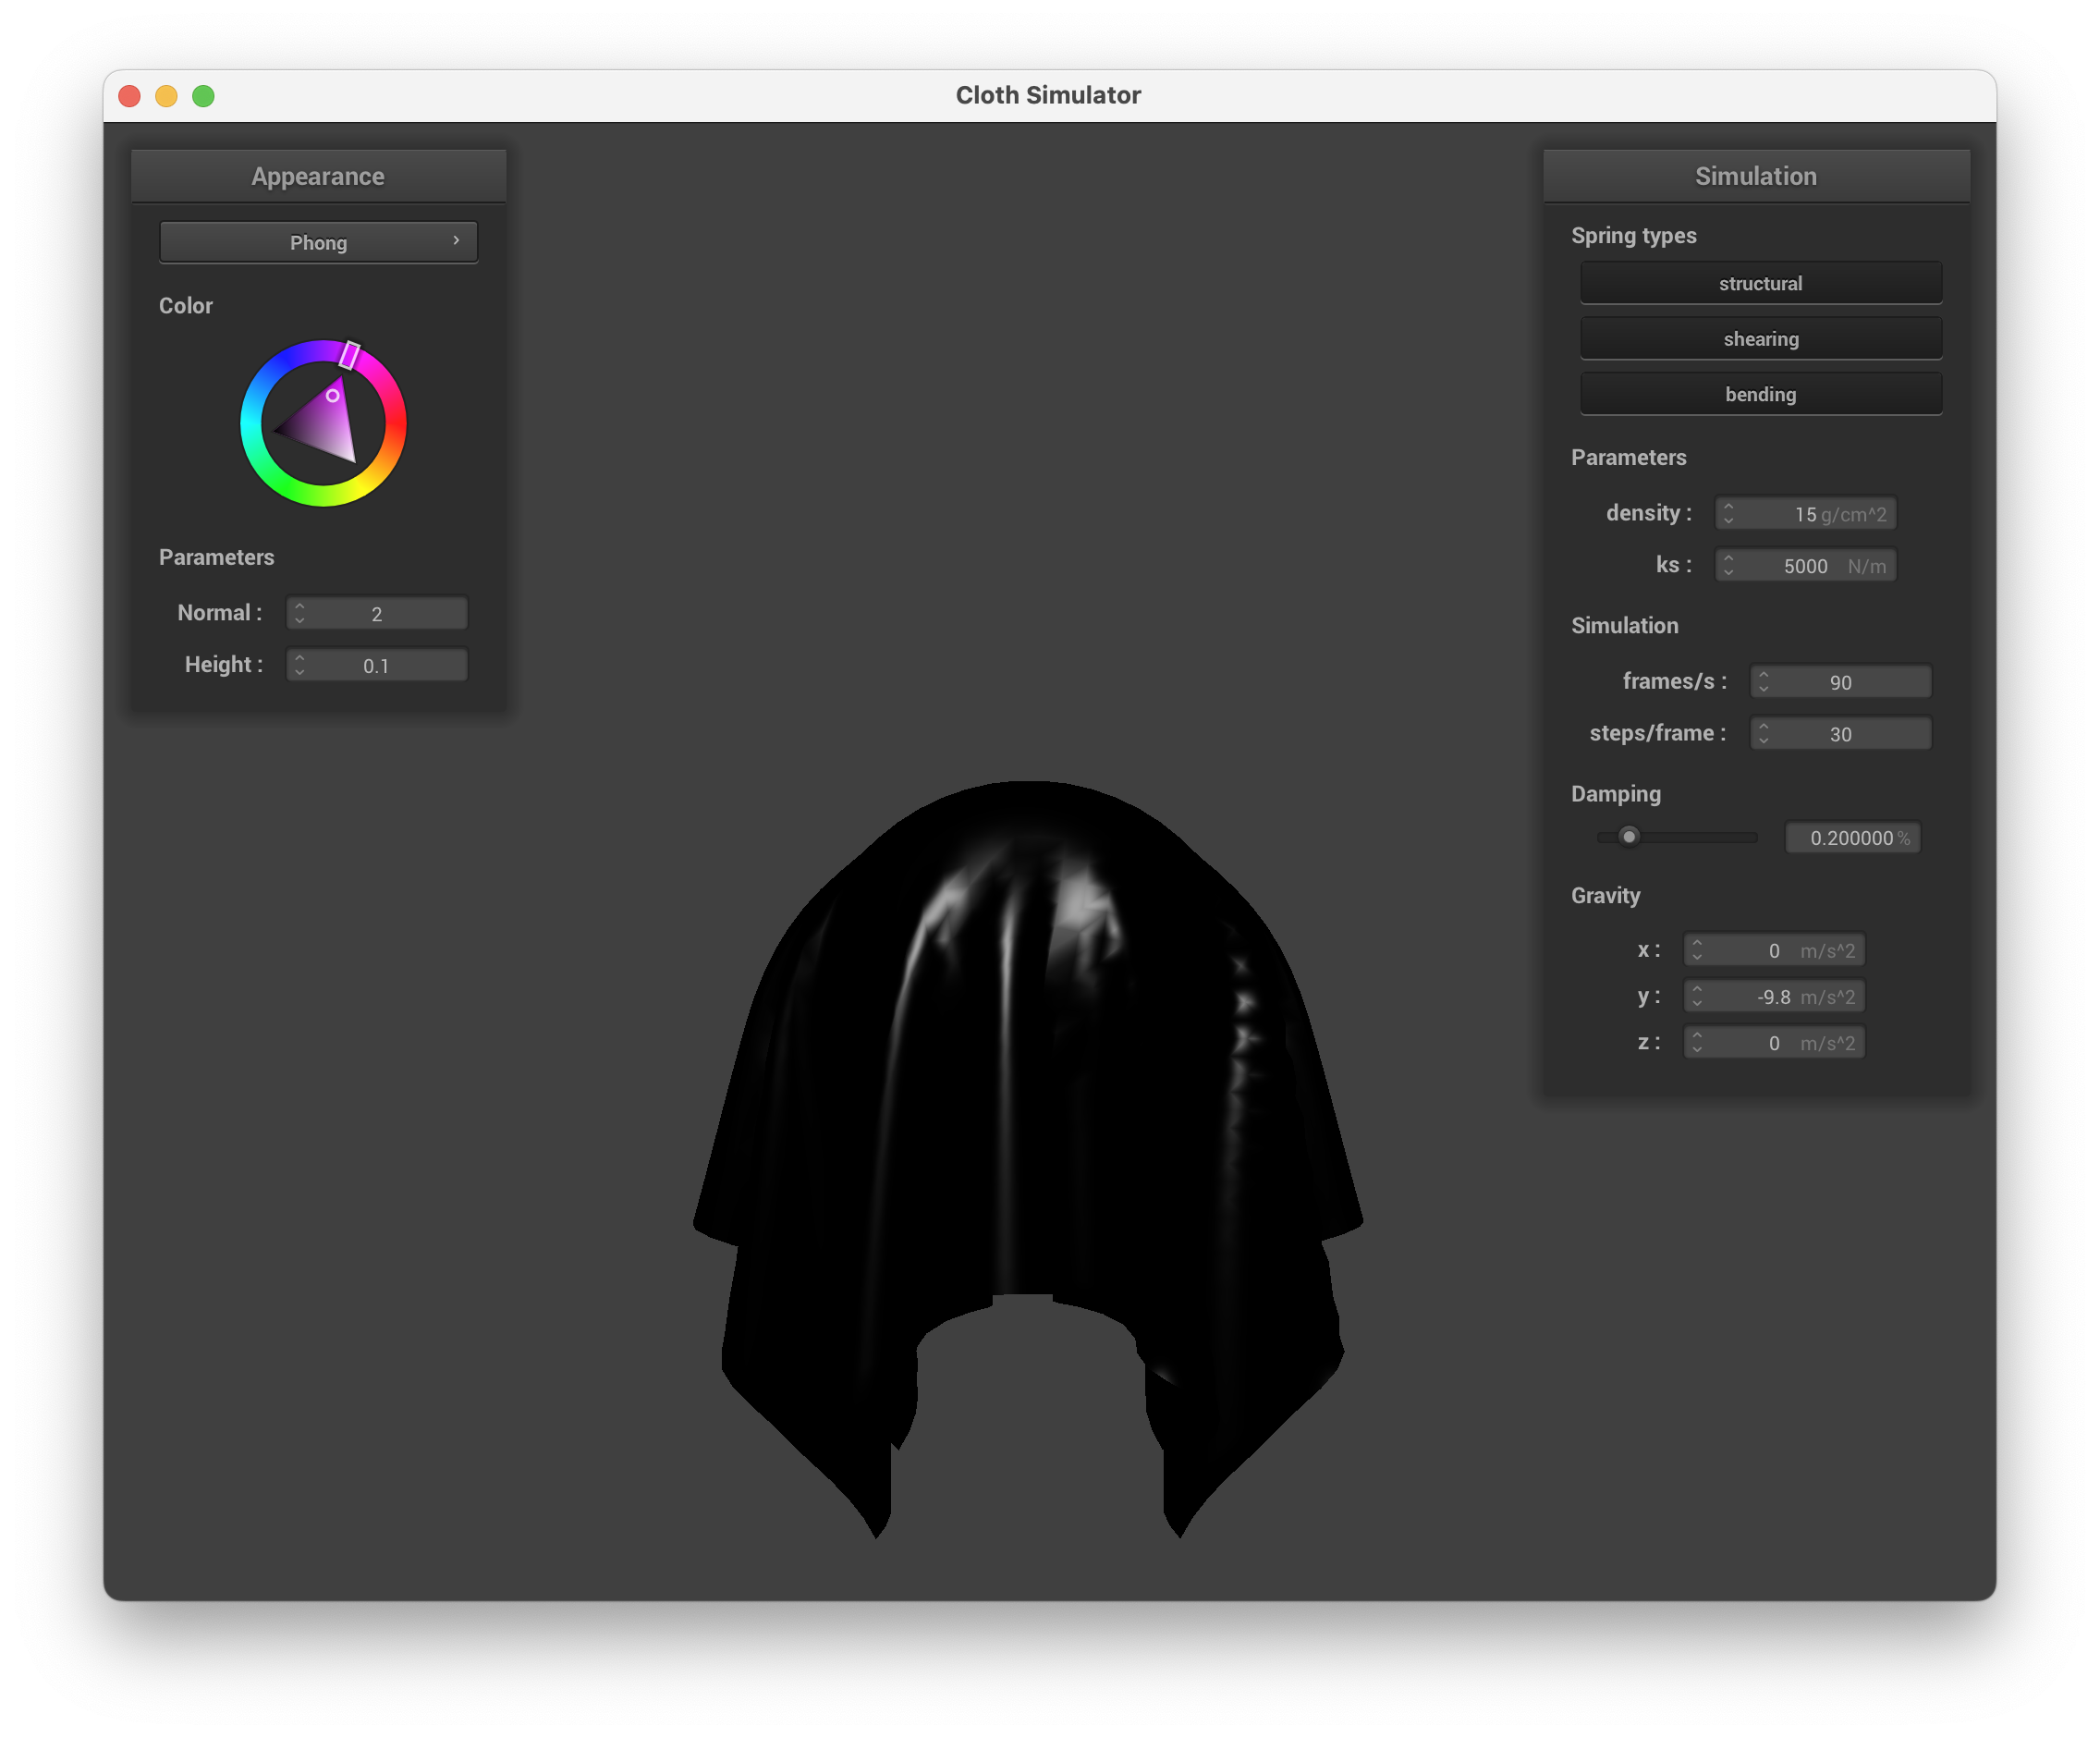 Cloth Simulator
Appearance
Phong
Color
Parameters
Normal : 2
Height : 0.1
Simulation
Spring types
structural
shearing
bending
Parameters
density : 15 g/cm^2
ks : 5000 N/m
Simulation
frames/s : 90
steps/frame : 30
Damping
0.200000 %
Gravity
x : 0 m/s^2
y : -9.8 m/s^2
z : 0 m/s^2